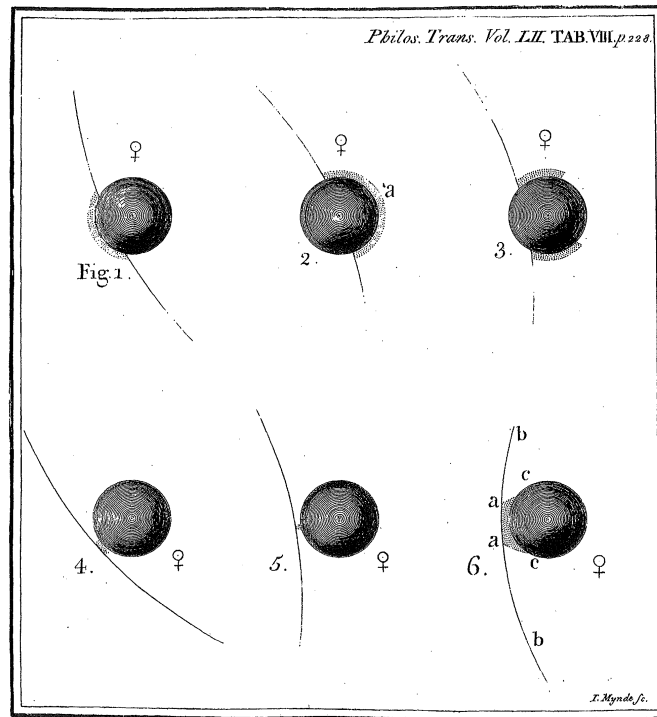 Philos. Trans. Vol. LII. TAB. VIII. p. 228.
♀ ♀ ♀
a
Fig. 1. 2. 3.
b
c
a
a
4. ♀ 5. ♀ 6. c ♀
b
I. Mynde sc.